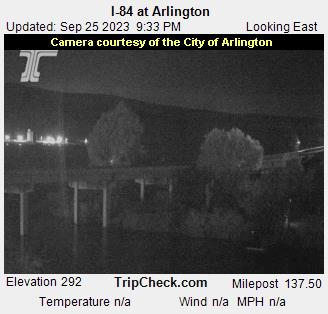 I-84 at Arlington
Updated: Sep 25 2023 9:33 PM Looking East
Camera courtesy of the City of Arlington
Elevation 292 TripCheck.com Milepost 137.50
Temperature n/a Wind n/a MPH n/a